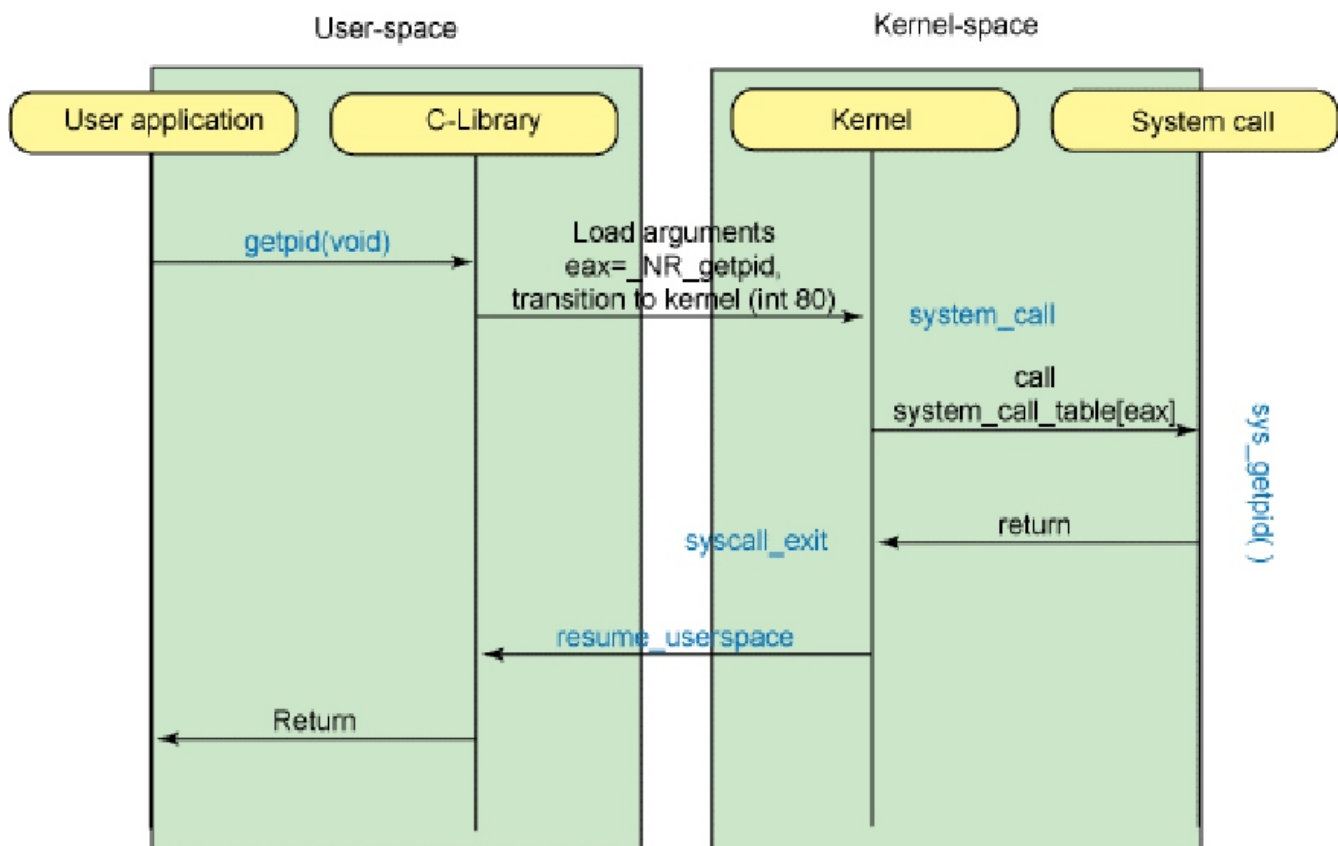 User-space
Kernel-space
User application
C-Library
Kernel
System call
getpid(void)
Load arguments
eax=_NR_getpid,
transition to kernel (int 80)
system_call
call
system_call_table[eax]
sys_getpid( )
return
syscall_exit
resume_userspace
Return